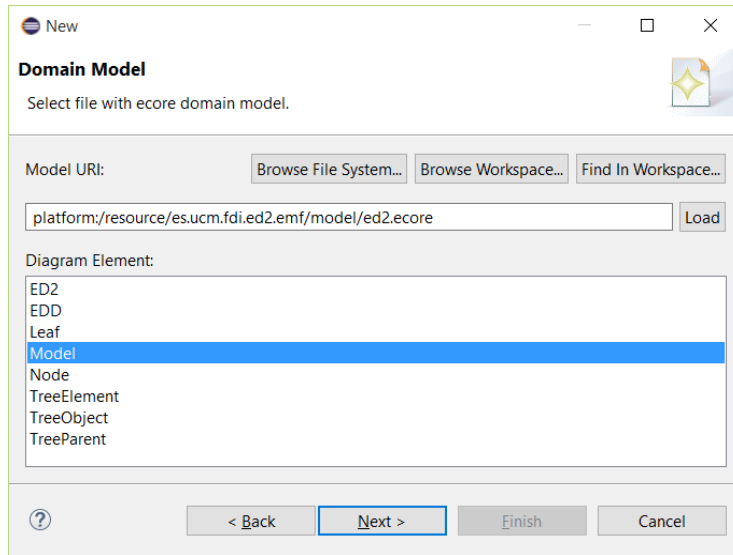 New
Domain Model
Select file with ecore domain model.
Model URI: Browse File System... Browse Workspace... Find In Workspace...
platform:/resource/es.ucm.fdi.ed2.emf/model/ed2.ecore Load
Diagram Element:
ED2
EDD
Leaf
Model
Node
TreeElement
TreeObject
TreeParent
? < Back Next > Finish Cancel